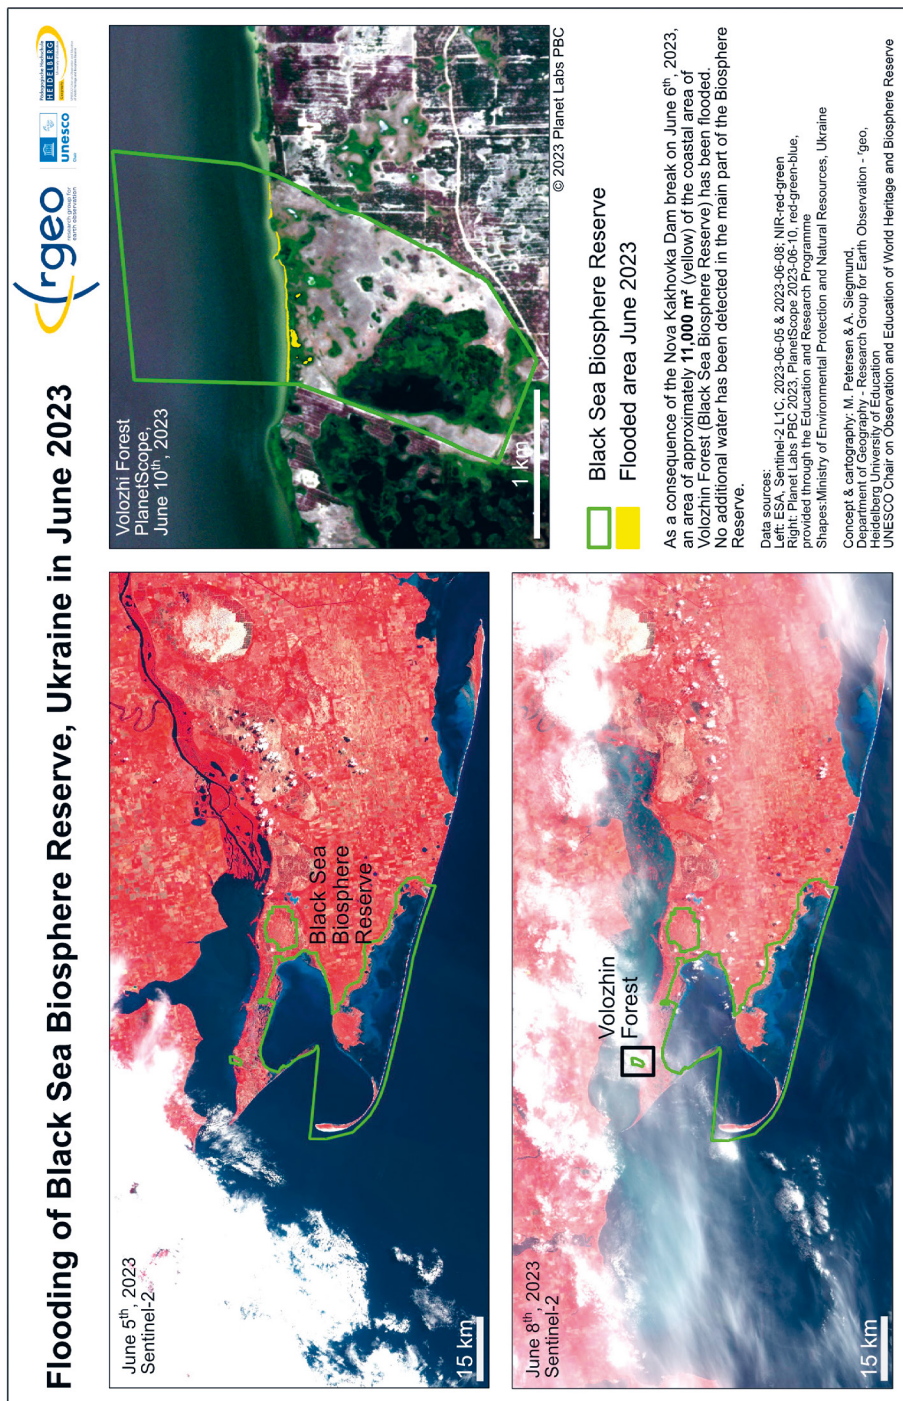 Flooding of Black Sea Biosphere Reserve, Ukraine in June 2023
rgeo
research group for
earth observation
unesco
Chair
Pädagogische Hochschule
HEIDELBERG
June 5th, 2023
Sentinel-2
Black Sea
Biosphere
Reserve
15 km
Volozhi Forest
PlanetScope,
June 10th, 2023
1 km
© 2023 Planet Labs PBC
June 8th, 2023
Sentinel-2
Volozhin
Forest
15 km
Black Sea Biosphere Reserve
Flooded area June 2023
As a consequence of the Nova Kakhovka Dam break on June 6th, 2023,
an area of approximately 11,000 m² (yellow) of the coastal area of
Volozhin Forest (Black Sea Biosphere Reserve) has been flooded.
No additional water has been detected in the main part of the Biosphere
Reserve.
Data sources:
Left: ESA, Sentinel-2 L1C, 2023-06-05 & 2023-06-08; NIR-red-green
Right: Planet Labs PBC 2023, PlanetScope 2023-06-10, red-green-blue,
provided through the Education and Research Programme
Shapes:Ministry of Environmental Protection and Natural Resources, Ukraine
Concept & cartography: M. Petersen & A. Siegmund,
Department of Geography - Research Group for Earth Observation - ʳgeo,
Heidelberg University of Education
UNESCO Chair on Observation and Education of World Heritage and Biosphere Reserve